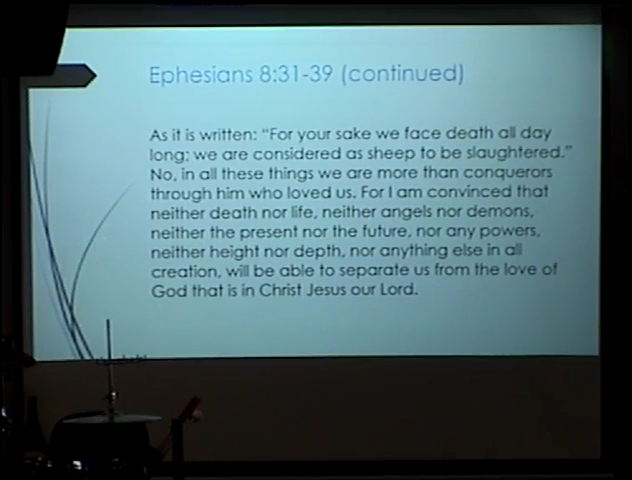 Ephesians 8:31-39 (continued)
As it is written: "For your sake we face death all day
long; we are considered as sheep to be slaughtered."
No, in all these things we are more than conquerors
through him who loved us. For I am convinced that
neither death nor life, neither angels nor demons,
neither the present nor the future, nor any powers,
neither height nor depth, nor anything else in all
creation, will be able to separate us from the love of
God that is in Christ Jesus our Lord.